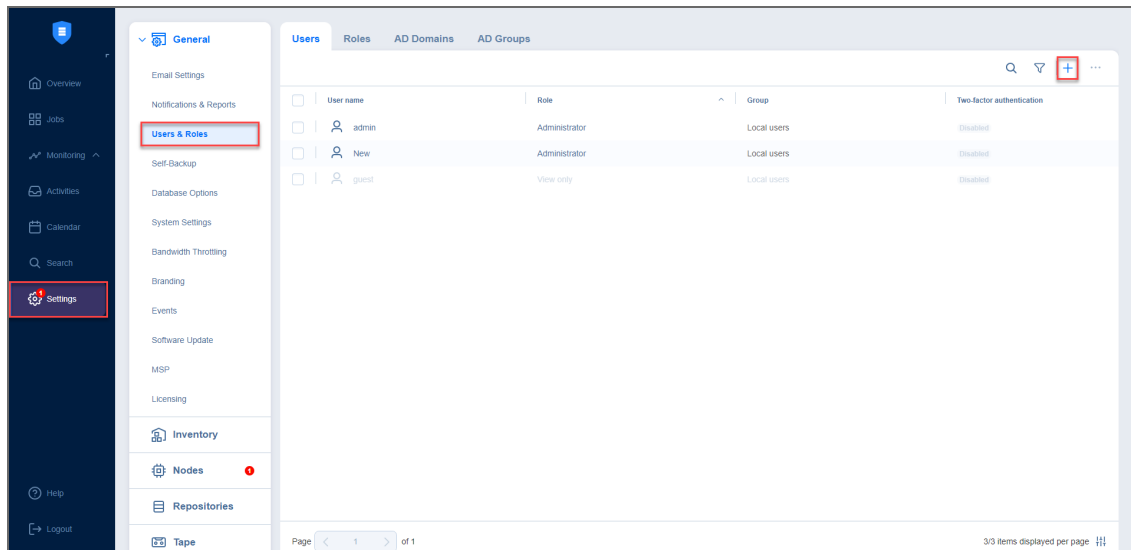 Overview
Jobs
Monitoring
Activities
Calendar
Search
1
Settings
Help
Logout
General
Email Settings
Notifications & Reports
Users & Roles
Self-Backup
Database Options
System Settings
Bandwidth Throttling
Branding
Events
Software Update
MSP
Licensing
Inventory
Nodes 1
Repositories
Tape
Users Roles AD Domains AD Groups
User name Role Group Two-factor authentication
admin Administrator Local users Disabled
New Administrator Local users Disabled
guest View only Local users Disabled
Page 1 of 1 3/3 items displayed per page